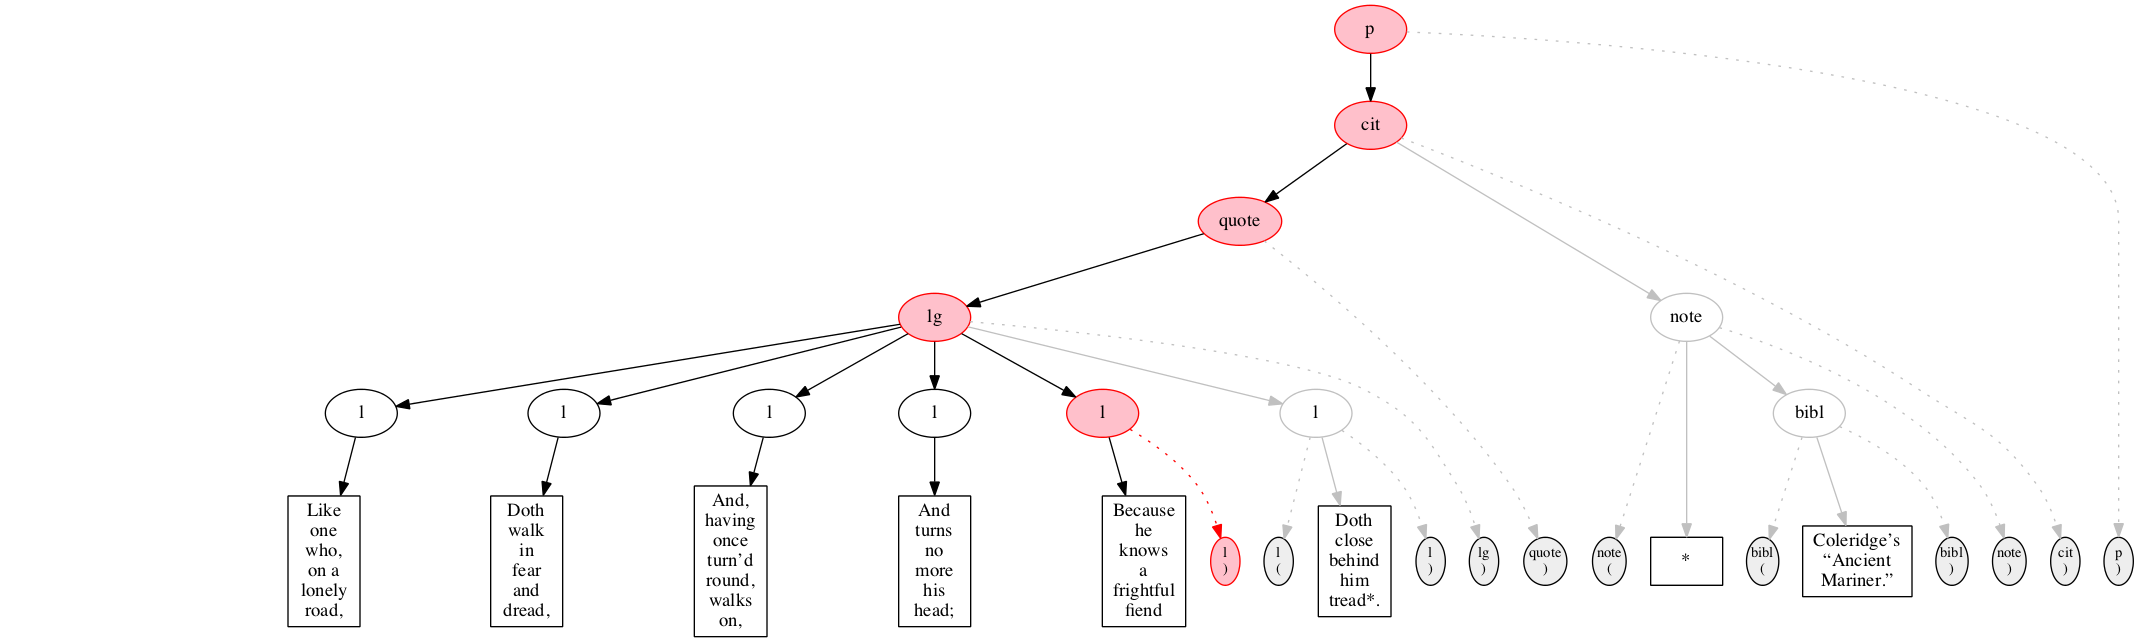 p
cit
quote
lg
note
l
l
l
l
l
l
bibl
Like
one
who,
on a
lonely
road,
Doth
walk
in
fear
and
dread,
And,
having
once
turn’d
round,
walks
on,
And
turns
no
more
his
head;
Because
he
knows
a
frightful
fiend
l
)
l
(
Doth
close
behind
him
tread*.
l
)
lg
)
quote
)
note
(
*
bibl
(
Coleridge’s
“Ancient
Mariner.”
bibl
)
note
)
cit
)
p
)